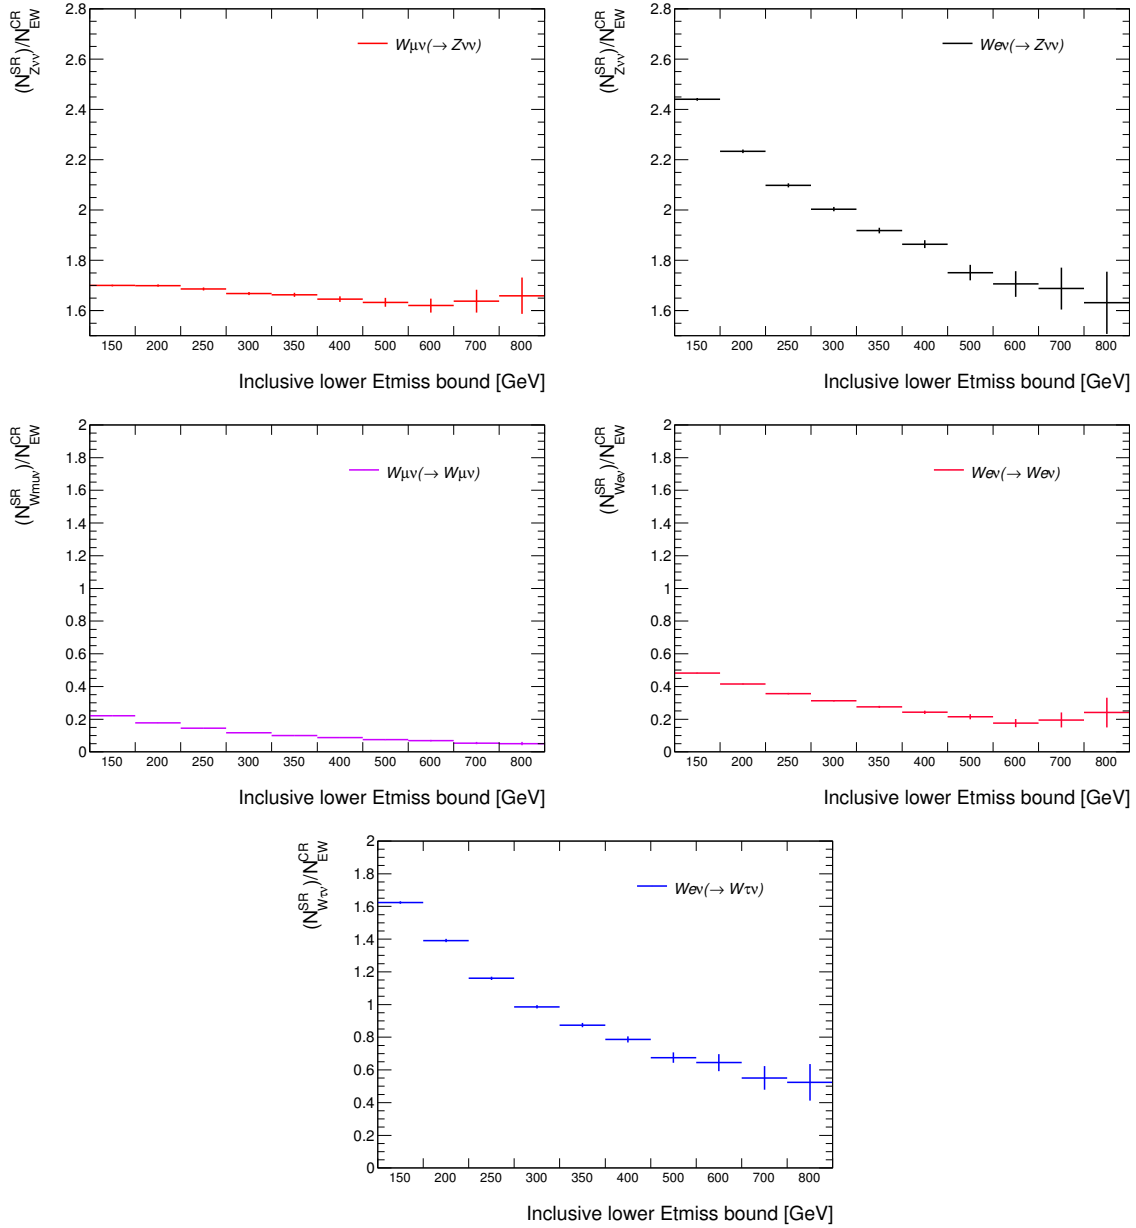 (N^SR_Zνν)/N^CR_EW
2.8
2.6
2.4
2.2
2
1.8
1.6
Wμν(→ Zνν)
150 200 250 300 350 400 500 600 700 800
Inclusive lower Etmiss bound [GeV]
(N^SR_Zνν)/N^CR_EW
2.8
2.6
2.4
2.2
2
1.8
1.6
Weν(→ Zνν)
150 200 250 300 350 400 500 600 700 800
Inclusive lower Etmiss bound [GeV]
(N^SR_Wmuν)/N^CR_EW
2
1.8
1.6
1.4
1.2
1
0.8
0.6
0.4
0.2
0
Wμν(→ Wμν)
150 200 250 300 350 400 500 600 700 800
Inclusive lower Etmiss bound [GeV]
(N^SR_Weν)/N^CR_EW
2
1.8
1.6
1.4
1.2
1
0.8
0.6
0.4
0.2
0
Weν(→ Weν)
150 200 250 300 350 400 500 600 700 800
Inclusive lower Etmiss bound [GeV]
(N^SR_Wτν)/N^CR_EW
2
1.8
1.6
1.4
1.2
1
0.8
0.6
0.4
0.2
0
Weν(→ Wτν)
150 200 250 300 350 400 500 600 700 800
Inclusive lower Etmiss bound [GeV]